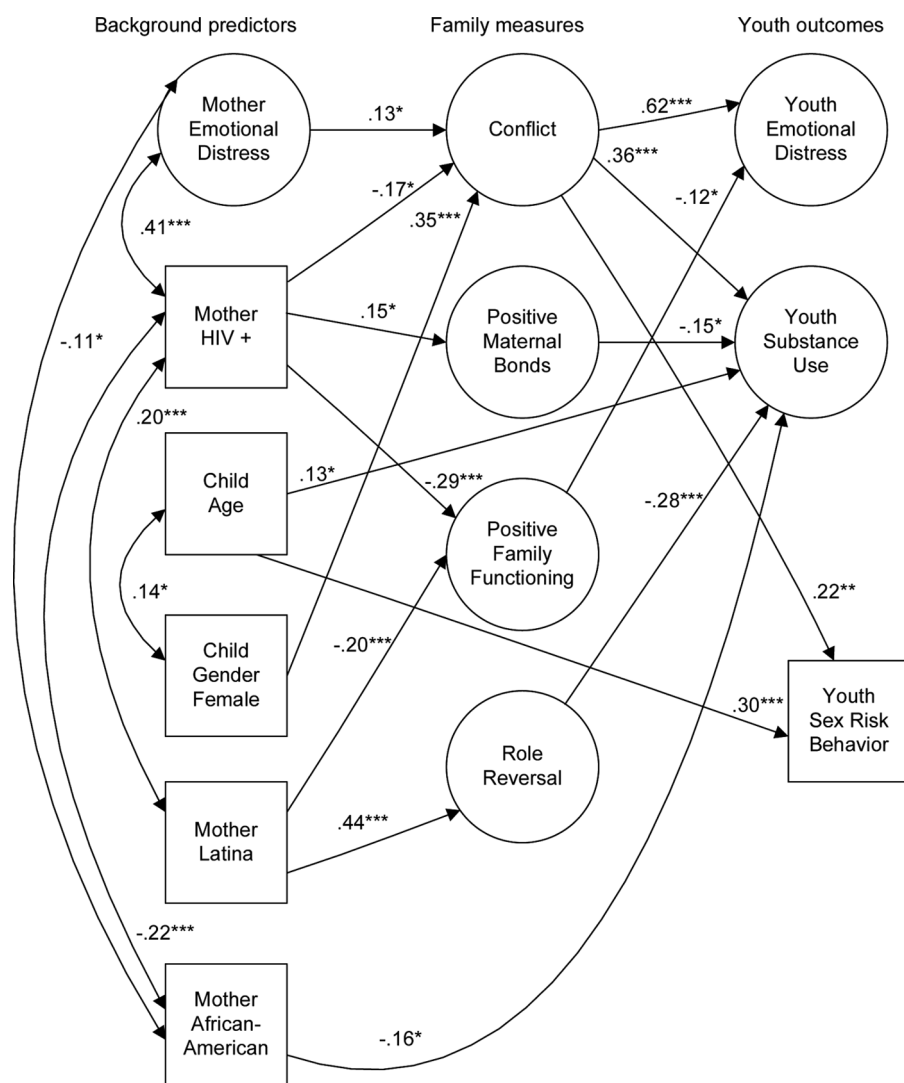 Background predictors
Family measures
Youth outcomes
Mother
Emotional
Distress
.13*
Conflict
.62***
Youth
Emotional
Distress
.36***
-.17*
-.12*
.35***
.41***
Mother
HIV +
.15*
Positive
Maternal
Bonds
-.15*
Youth
Substance
Use
-.11*
.20***
Child
Age
.13*
-.29***
-.28***
Positive
Family
Functioning
.14*
.22**
Child
Gender
Female
-.20***
.30***
Youth
Sex Risk
Behavior
Role
Reversal
Mother
Latina
.44***
-.22***
Mother
African-
American
-.16*